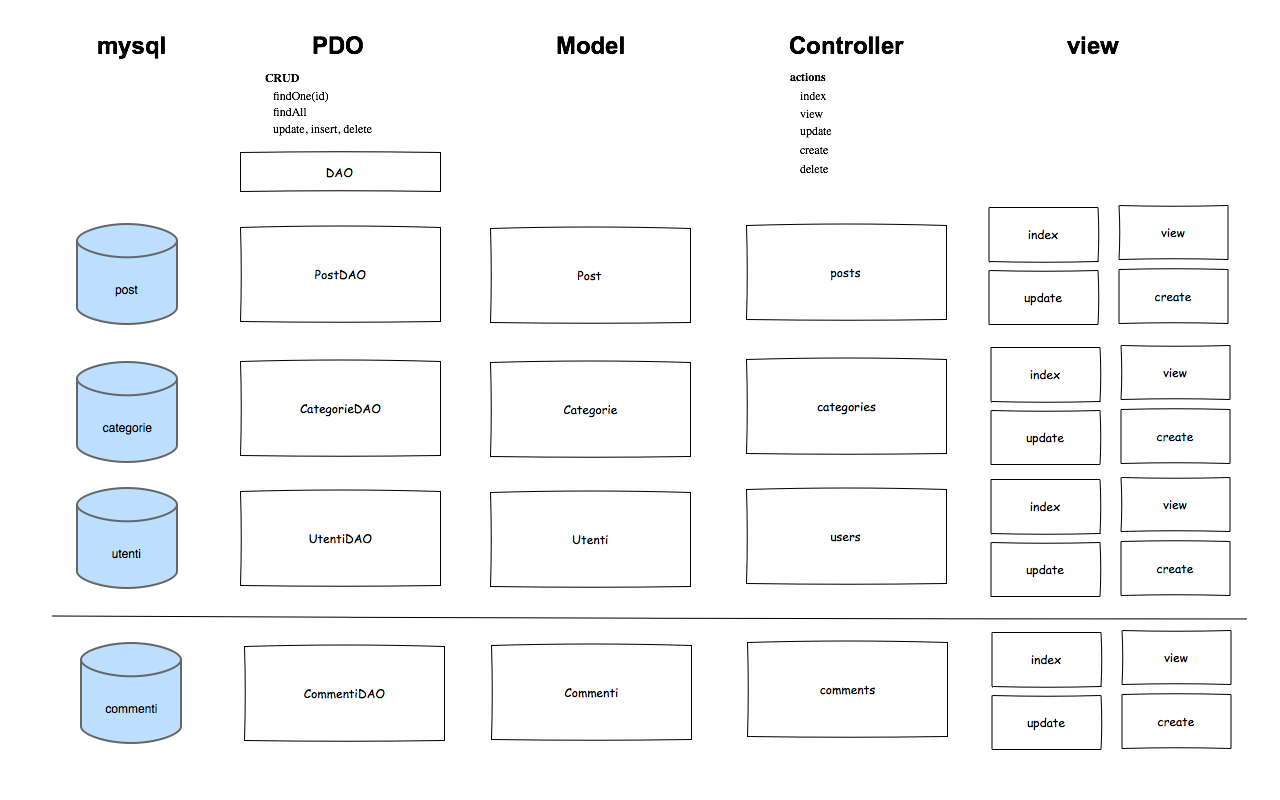 mysql
PDO
Model
Controller
view
CRUD
findOne(id)
findAll
update, insert, delete
actions
index
view
update
create
delete
DAO
post
PostDAO
Post
posts
index
view
update
create
categorie
CategorieDAO
Categorie
categories
index
view
update
create
utenti
UtentiDAO
Utenti
users
index
view
update
create
commenti
CommentiDAO
Commenti
comments
index
view
update
create